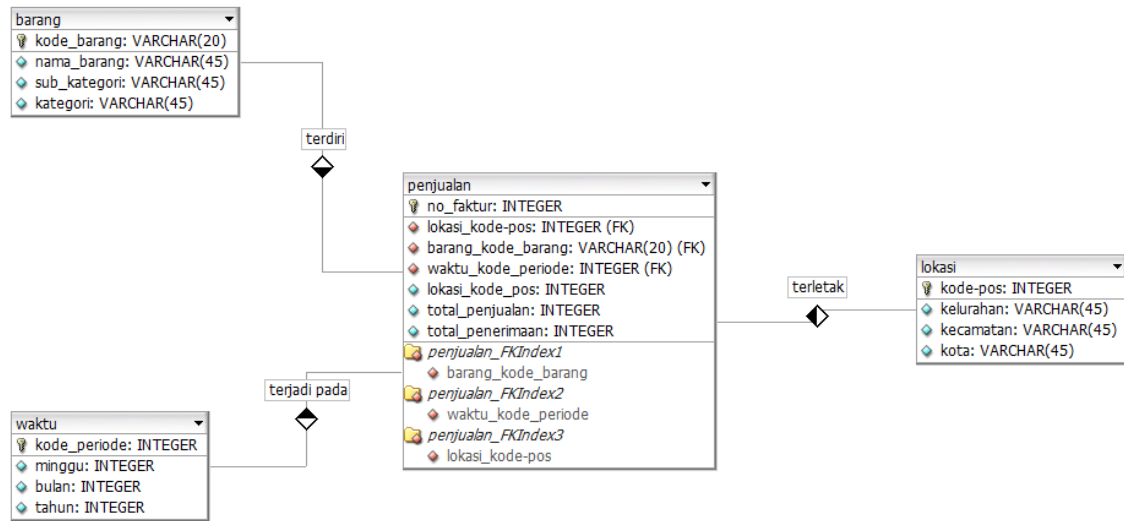 barang
kode_barang: VARCHAR(20)
nama_barang: VARCHAR(45)
sub_kategori: VARCHAR(45)
kategori: VARCHAR(45)
terdiri
penjualan
no_faktur: INTEGER
lokasi_kode-pos: INTEGER (FK)
barang_kode_barang: VARCHAR(20) (FK)
waktu_kode_periode: INTEGER (FK)
lokasi_kode_pos: INTEGER
total_penjualan: INTEGER
total_penerimaan: INTEGER
penjualan_FKIndex1
barang_kode_barang
penjualan_FKIndex2
waktu_kode_periode
penjualan_FKIndex3
lokasi_kode-pos
terletak
lokasi
kode-pos: INTEGER
kelurahan: VARCHAR(45)
kecamatan: VARCHAR(45)
kota: VARCHAR(45)
terjadi pada
waktu
kode_periode: INTEGER
minggu: INTEGER
bulan: INTEGER
tahun: INTEGER